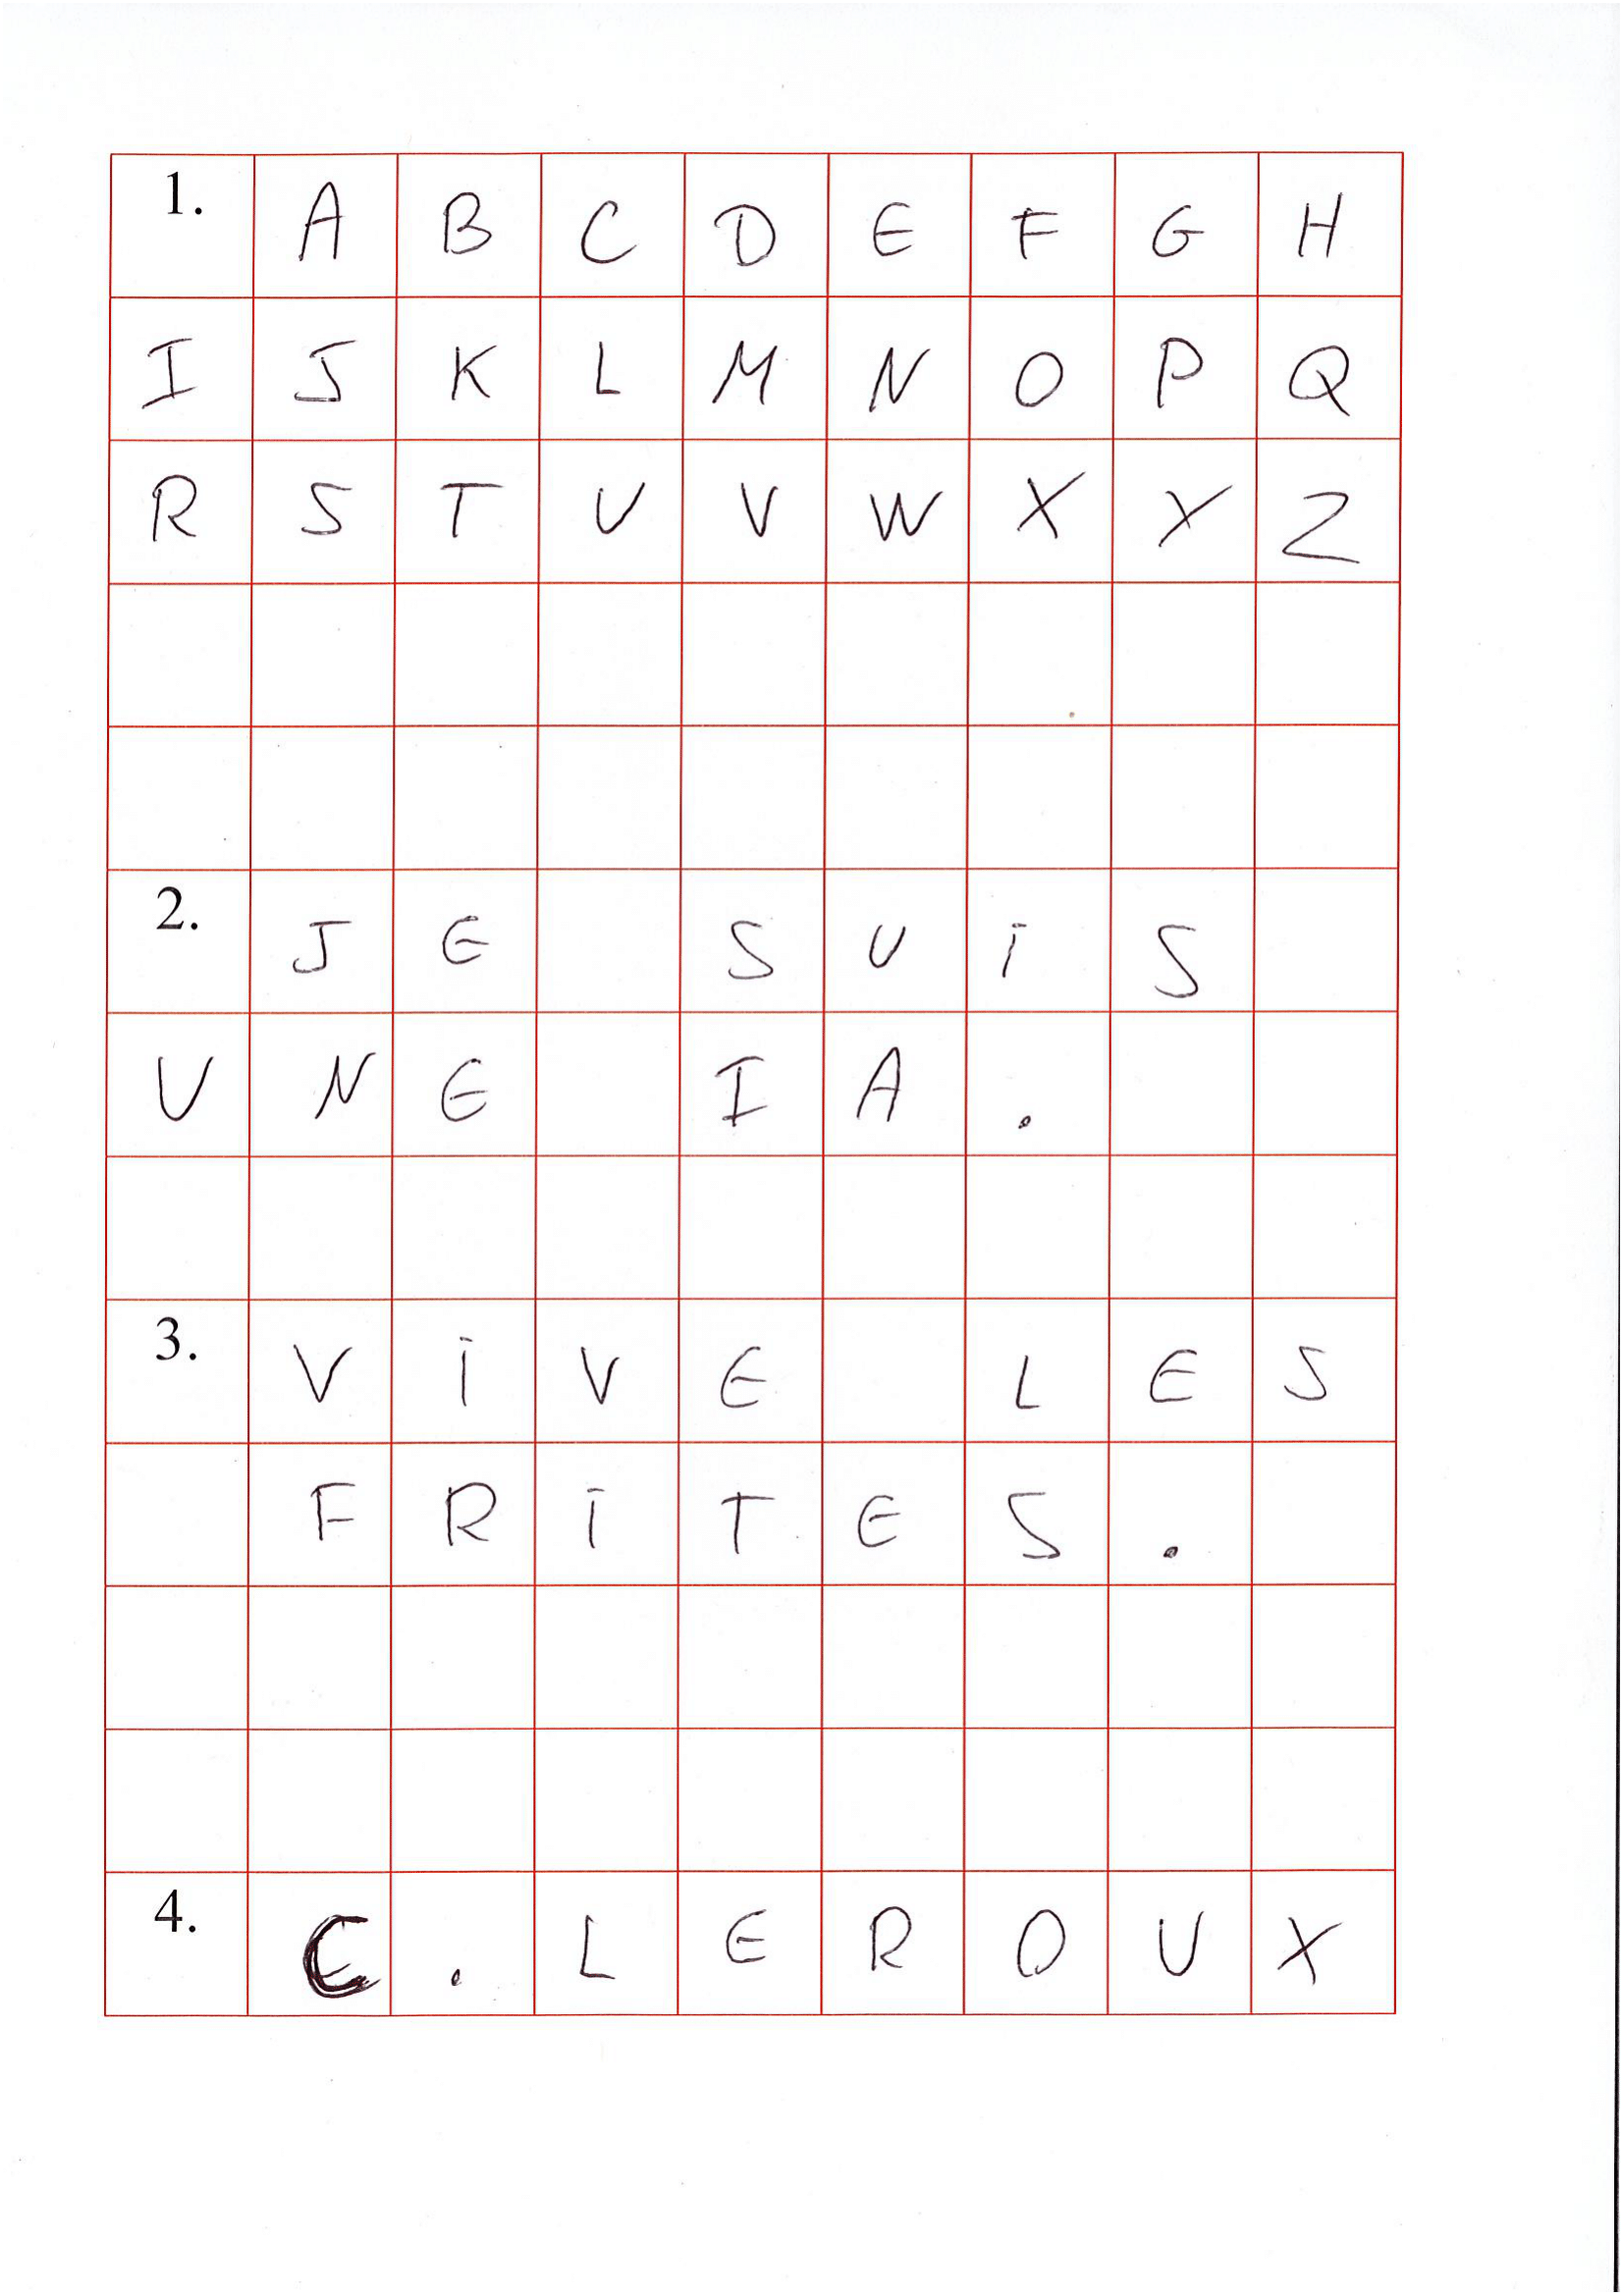 1. A B C D E F G H
I J K L M N O P Q
R S T U V W X Y Z
2. J E   S U I S
U N E   I A .
3. V I V E   L E S
F R I T E S .
4. C . L E R O U X